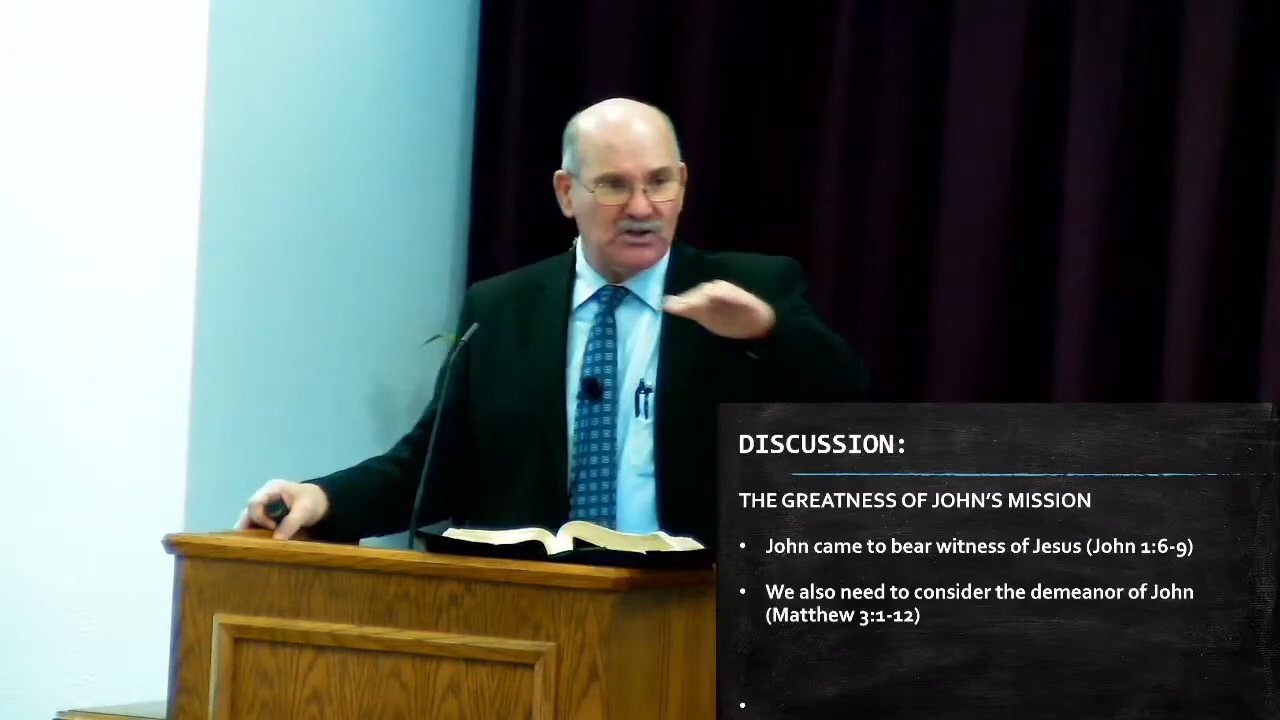 DISCUSSION:
THE GREATNESS OF JOHN’S MISSION
• John came to bear witness of Jesus (John 1:6-9)
• We also need to consider the demeanor of John
(Matthew 3:1-12)
•